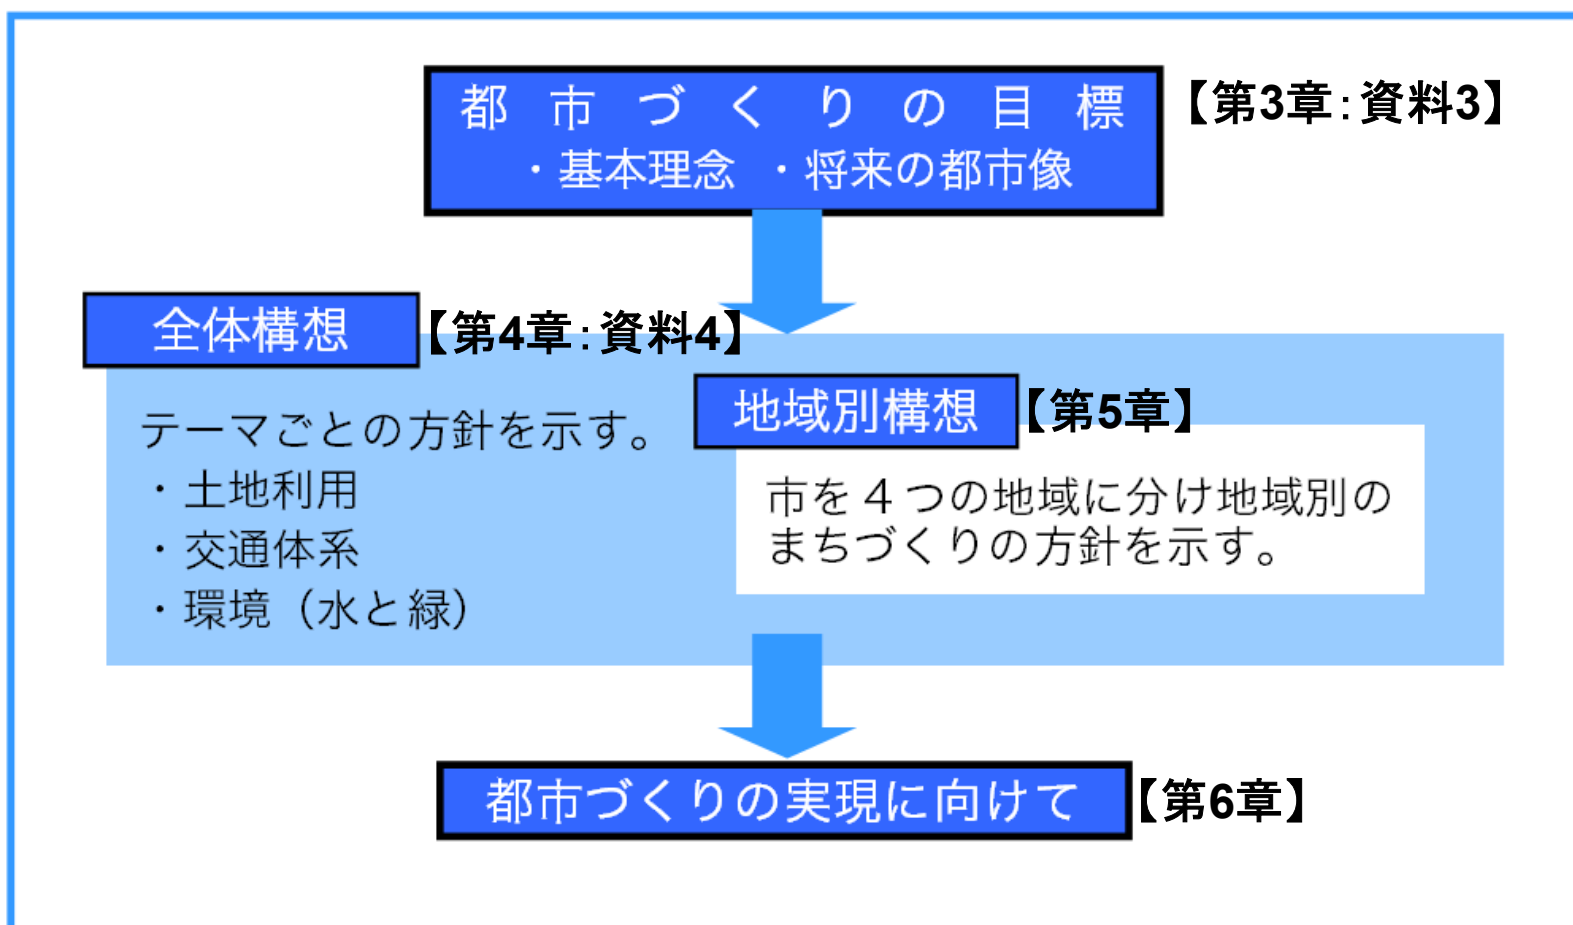 都市づくりの目標【第3章：資料3】
・基本理念 ・将来の都市像
全体構想【第4章：資料4】
テーマごとの方針を示す。
・土地利用
・交通体系
・環境（水と緑）
地域別構想【第5章】
市を４つの地域に分け地域別の
まちづくりの方針を示す。
都市づくりの実現に向けて【第6章】